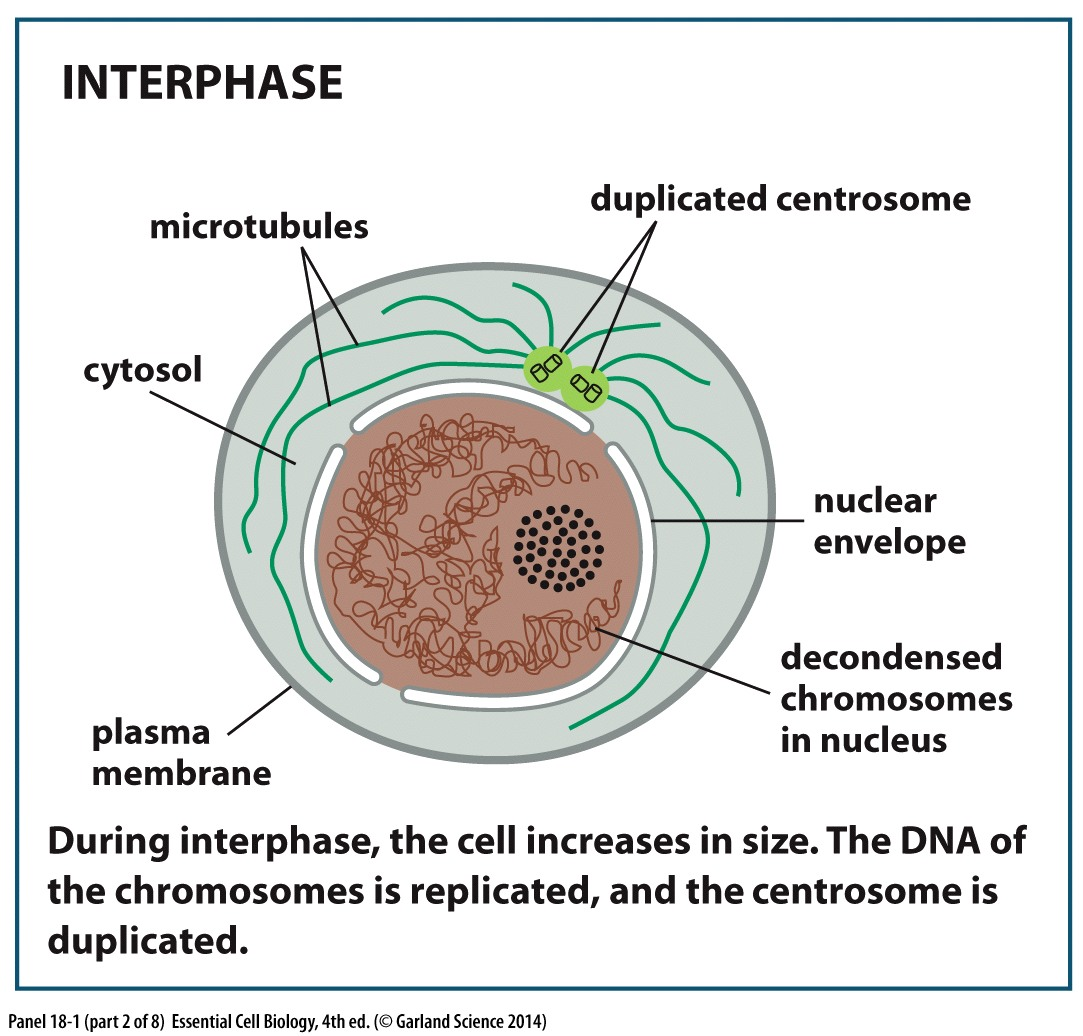 INTERPHASE
duplicated centrosome
microtubules
cytosol
nuclear
envelope
decondensed
chromosomes
in nucleus
plasma
membrane
During interphase, the cell increases in size. The DNA of
the chromosomes is replicated, and the centrosome is
duplicated.
Panel 18-1 (part 2 of 8) Essential Cell Biology, 4th ed. (© Garland Science 2014)